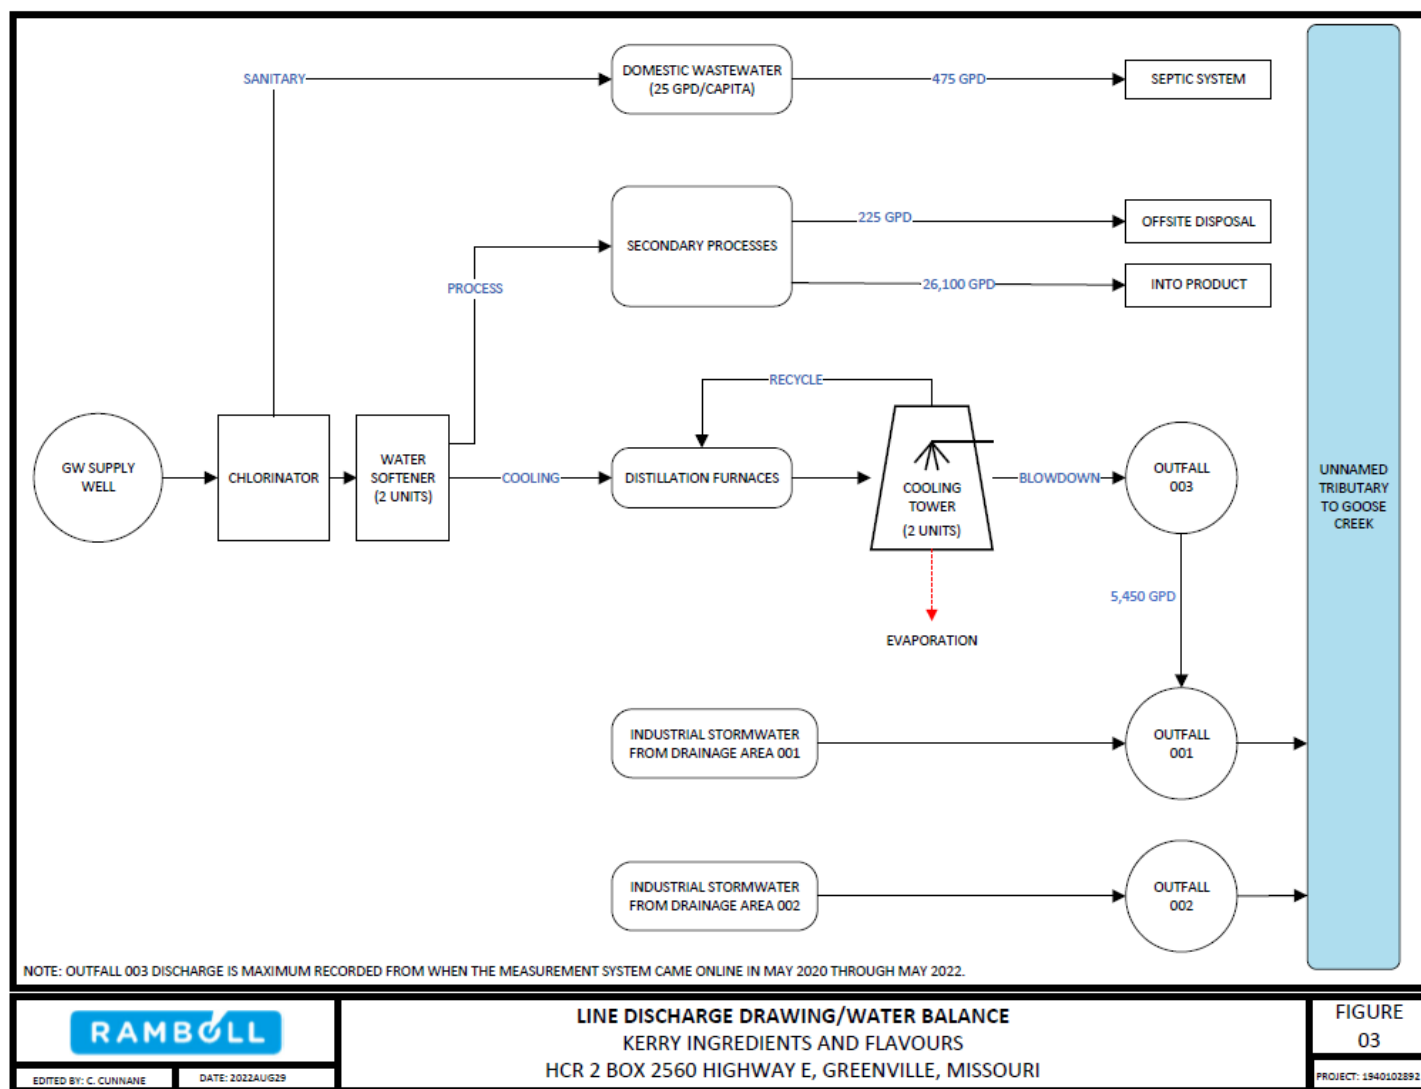 SANITARY
DOMESTIC WASTEWATER
(25 GPD/CAPITA)
475 GPD
SEPTIC SYSTEM
SECONDARY PROCESSES
225 GPD
OFFSITE DISPOSAL
PROCESS
26,100 GPD
INTO PRODUCT
RECYCLE
GW SUPPLY
WELL
CHLORINATOR
WATER
SOFTENER
(2 UNITS)
COOLING
DISTILLATION FURNACES
COOLING
TOWER
(2 UNITS)
BLOWDOWN
OUTFALL
003
UNNAMED
TRIBUTARY
TO GOOSE
CREEK
5,450 GPD
EVAPORATION
INDUSTRIAL STORMWATER
FROM DRAINAGE AREA 001
OUTFALL
001
INDUSTRIAL STORMWATER
FROM DRAINAGE AREA 002
OUTFALL
002
NOTE: OUTFALL 003 DISCHARGE IS MAXIMUM RECORDED FROM WHEN THE MEASUREMENT SYSTEM CAME ONLINE IN MAY 2020 THROUGH MAY 2022.
RAMBOLL
EDITED BY: C. CUNNANE
DATE: 2022AUG29
LINE DISCHARGE DRAWING/WATER BALANCE
KERRY INGREDIENTS AND FLAVOURS
HCR 2 BOX 2560 HIGHWAY E, GREENVILLE, MISSOURI
FIGURE
03
PROJECT: 1940102892